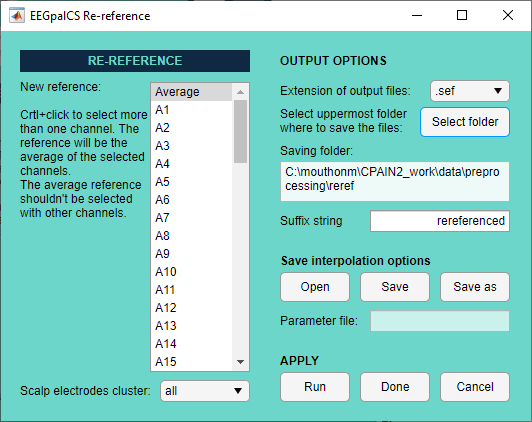 EEGpalCS Re-reference
RE-REFERENCE
New reference:
Crtl+click to select more
than one channel. The
reference will be the
average of the selected
channels.
The average reference
shouldn't be selected
with other channels.
Average
A1
A2
A3
A4
A5
A6
A7
A8
A9
A10
A11
A12
A13
A14
A15
Scalp electrodes cluster:
all
OUTPUT OPTIONS
Extension of output files:
.sef
Select uppermost folder
where to save the files:
Select folder
Saving folder:
C:\mouthonm\CPAIN2_work\data\prepro
cessing\reref
Suffix string
rereferenced
Save interpolation options
Open
Save
Save as
Parameter file:
APPLY
Run
Done
Cancel